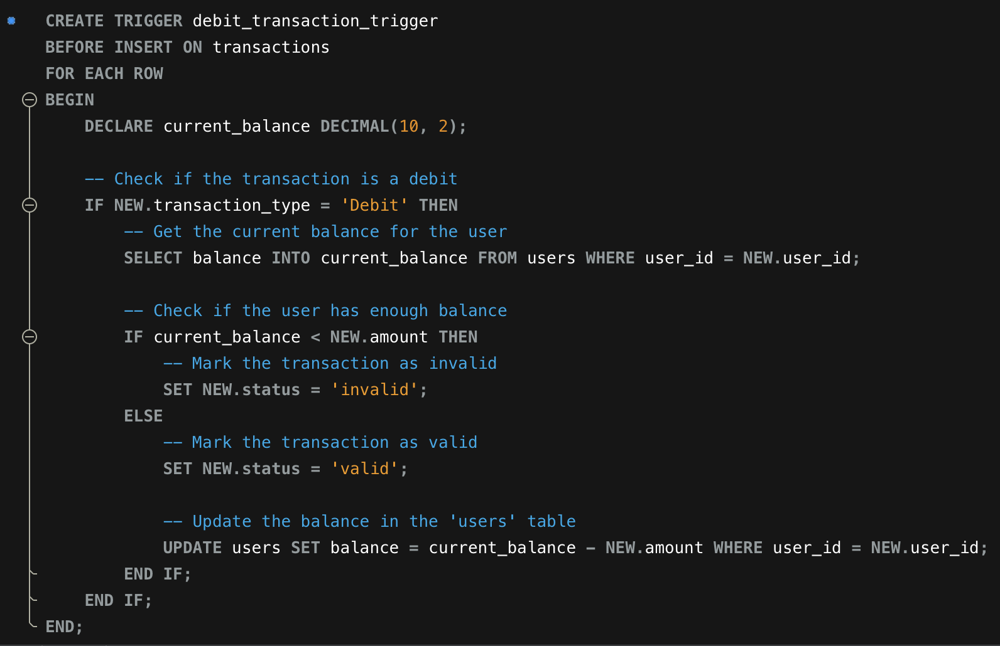 CREATE TRIGGER debit_transaction_trigger
BEFORE INSERT ON transactions
FOR EACH ROW
BEGIN
    DECLARE current_balance DECIMAL(10, 2);

    -- Check if the transaction is a debit
    IF NEW.transaction_type = 'Debit' THEN
        -- Get the current balance for the user
        SELECT balance INTO current_balance FROM users WHERE user_id = NEW.user_id;

        -- Check if the user has enough balance
        IF current_balance < NEW.amount THEN
            -- Mark the transaction as invalid
            SET NEW.status = 'invalid';
        ELSE
            -- Mark the transaction as valid
            SET NEW.status = 'valid';

            -- Update the balance in the 'users' table
            UPDATE users SET balance = current_balance - NEW.amount WHERE user_id = NEW.user_id;
        END IF;
    END IF;
END;